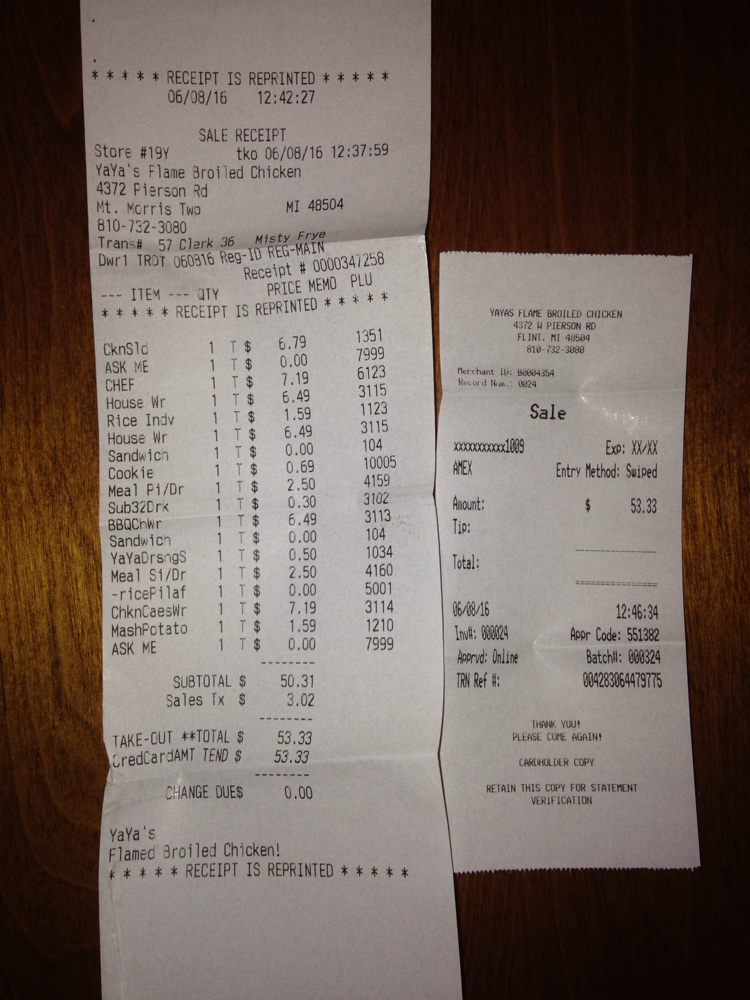 * * * * * RECEIPT IS REPRINTED * * * * *
06/08/16 12:42:27
SALE RECEIPT
Store #19Y tko 06/08/16 12:37:59
YaYa's Flame Broiled Chicken
4372 Pierson Rd
Mt. Morris Two MI 48504
810-732-3080
Trans# 57 Clerk 36 Misty Frye
Dwr1 TROT 060816 Reg-ID REG-MAIN
Receipt # 0000347258
--- ITEM --- QTY PRICE MEMO PLU
* * * * * RECEIPT IS REPRINTED * * * * *
CknSld 1 T $ 6.79 1351
ASK ME 1 T $ 0.00 7999
CHEF 1 T $ 7.19 6123
House Wr 1 T $ 6.49 3115
Rice Indv 1 T $ 1.59 1123
House Wr 1 T $ 6.49 3115
Sandwich 1 T $ 0.00 104
Cookie 1 T $ 0.69 10005
Meal Pi/Dr 1 T $ 2.50 4159
Sub32Drk 1 T $ 0.30 3102
BBQChWr 1 T $ 6.49 3113
Sandwich 1 T $ 0.00 104
YaYaDrsngS 1 T $ 0.50 1034
Meal Si/Dr 1 T $ 2.50 4160
-ricePilaf 1 T $ 0.00 5001
ChknCaesWr 1 T $ 7.19 3114
MashPotato 1 T $ 1.59 1210
ASK ME 1 T $ 0.00 7999
--------
SUBTOTAL $ 50.31
Sales Tx $ 3.02
--------
TAKE-OUT **TOTAL $ 53.33
CredCardAMT TEND $ 53.33
--------
CHANGE DUE$ 0.00
YaYa's
Flamed Broiled Chicken!
* * * * * RECEIPT IS REPRINTED * * * * *
YAYAS FLAME BROILED CHICKEN
4372 W PIERSON RD
FLINT, MI 48504
810-732-3080
Merchant ID: 80004354
Record Num.: 0024
Sale
xxxxxxxxxxx1009 Exp: XX/XX
AMEX Entry Method: Swiped
Amount: $ 53.33
Tip:
Total:
06/08/16 12:46:34
Inv#: 000024 Appr Code: 551382
Apprvd: Online Batch#: 000324
TRN Ref #: 004283064479775
THANK YOU!
PLEASE COME AGAIN!
CARDHOLDER COPY
RETAIN THIS COPY FOR STATEMENT
VERIFICATION